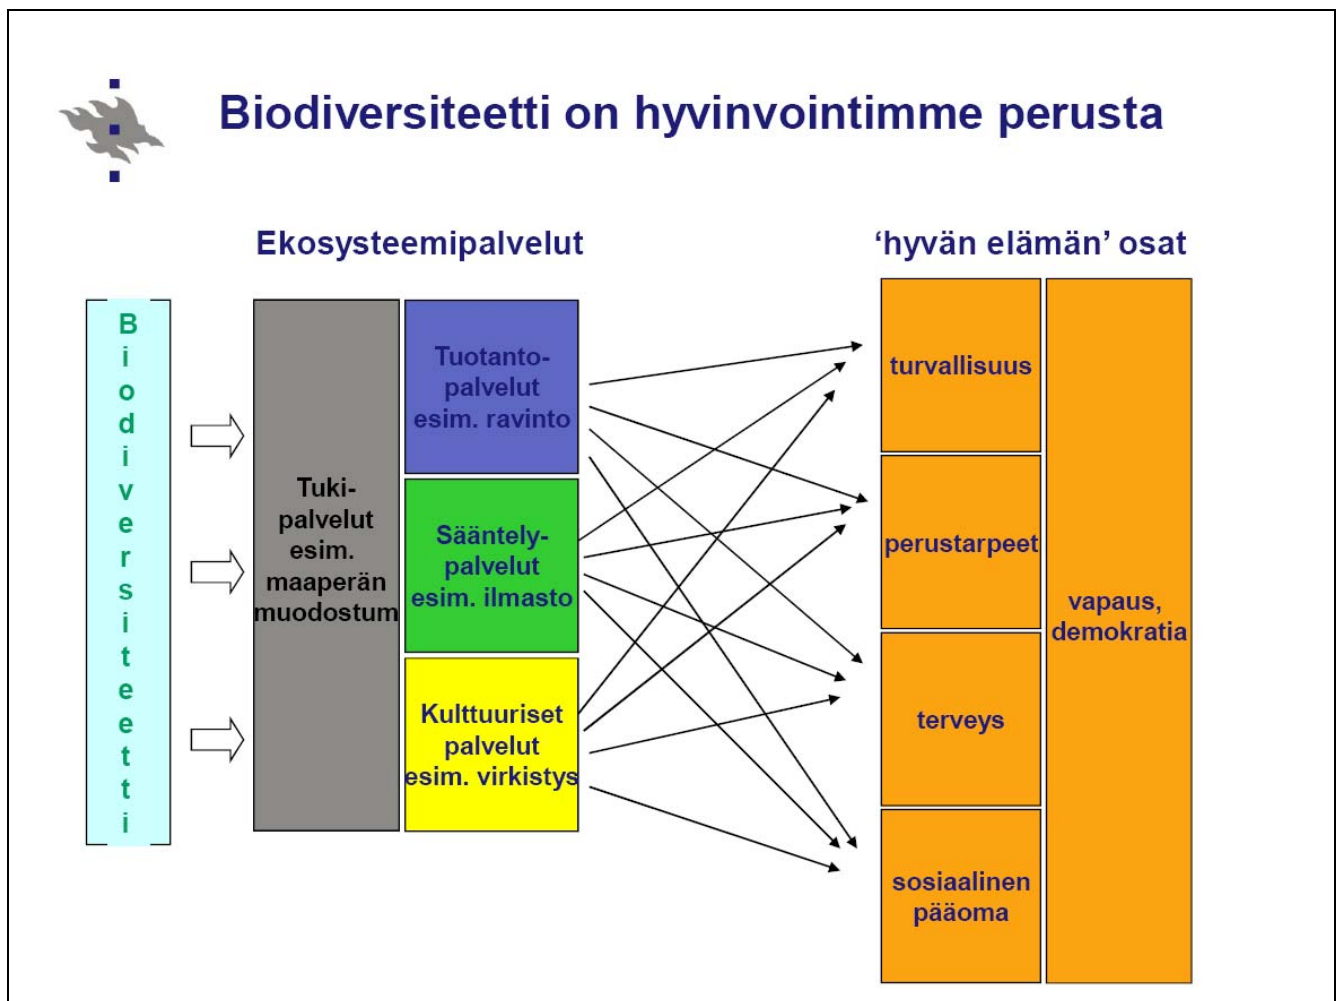 Biodiversiteetti on hyvinvointimme perusta
Ekosysteemipalvelut
‘hyvän elämän’ osat
Biodiversiteetti
Tuki-
palvelut
esim.
maaperän
muodostum
Tuotanto-
palvelut
esim. ravinto
Sääntely-
palvelut
esim. ilmasto
Kulttuuriset
palvelut
esim. virkistys
turvallisuus
perustarpeet
terveys
sosiaalinen
pääoma
vapaus,
demokratia